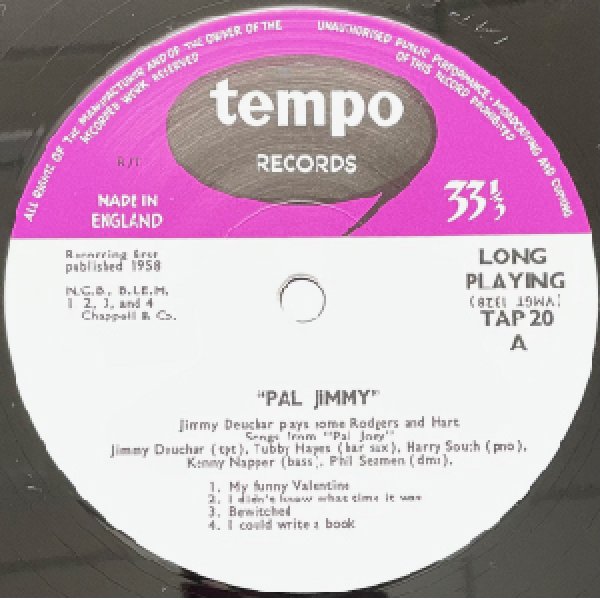 ALL RIGHTS OF THE MANUFACTURER AND OF THE OWNER OF THE
RECORDED WORK RESERVED
UNAUTHORISED PUBLIC PERFORMANCE, BROADCASTING AND COPYING
OF THIS RECORD PROHIBITED
tempo
RECORDS
MADE IN
ENGLAND
33⅓
Recording first
published 1958
N.C.B., B.I.E.M.
1 2, 3, and 4
Chappell & Co.
LONG
PLAYING
TAP 20
A
"PAL JiMMY"
Jimmy Deuchar plays some Rodgers and Hart
Songs from "Pal Joey"
Jimmy Deuchar (tpt), Tubby Hayes (bar sax), Harry South (pno),
Kenny Napper (bass), Phil Seamen (dms).
1. My funny Valentine
2. I didn't know what time it was
3. Bewitched
4. I could write a book